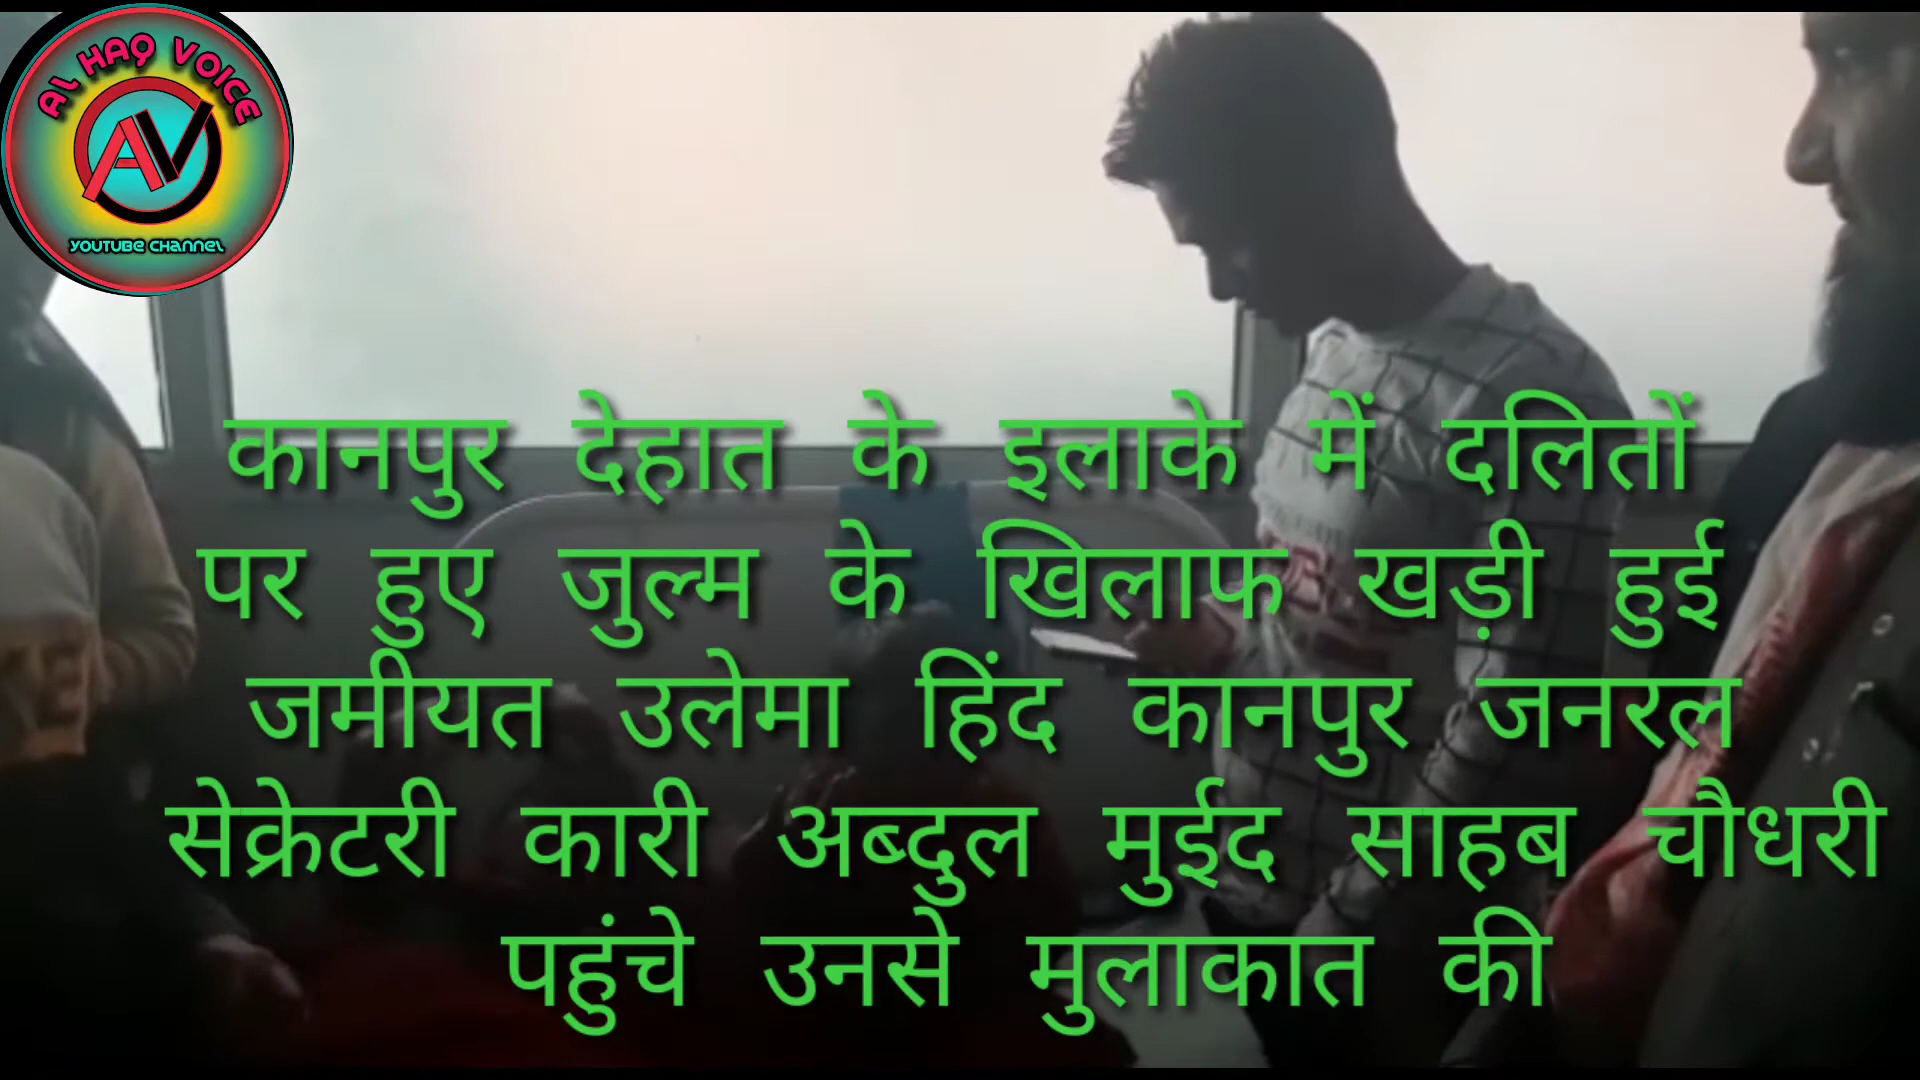 AL HAQ VOICE
AV
YOUTUBE CHANNEL
कानपुर देहात के इलाके में दलितों
पर हुए जुल्म के खिलाफ खड़ी हुई
जमीयत उलेमा हिंद कानपुर जनरल
सेक्रेटरी कारी अब्दुल मुईद साहब चौधरी
पहुंचे उनसे मुलाकात की